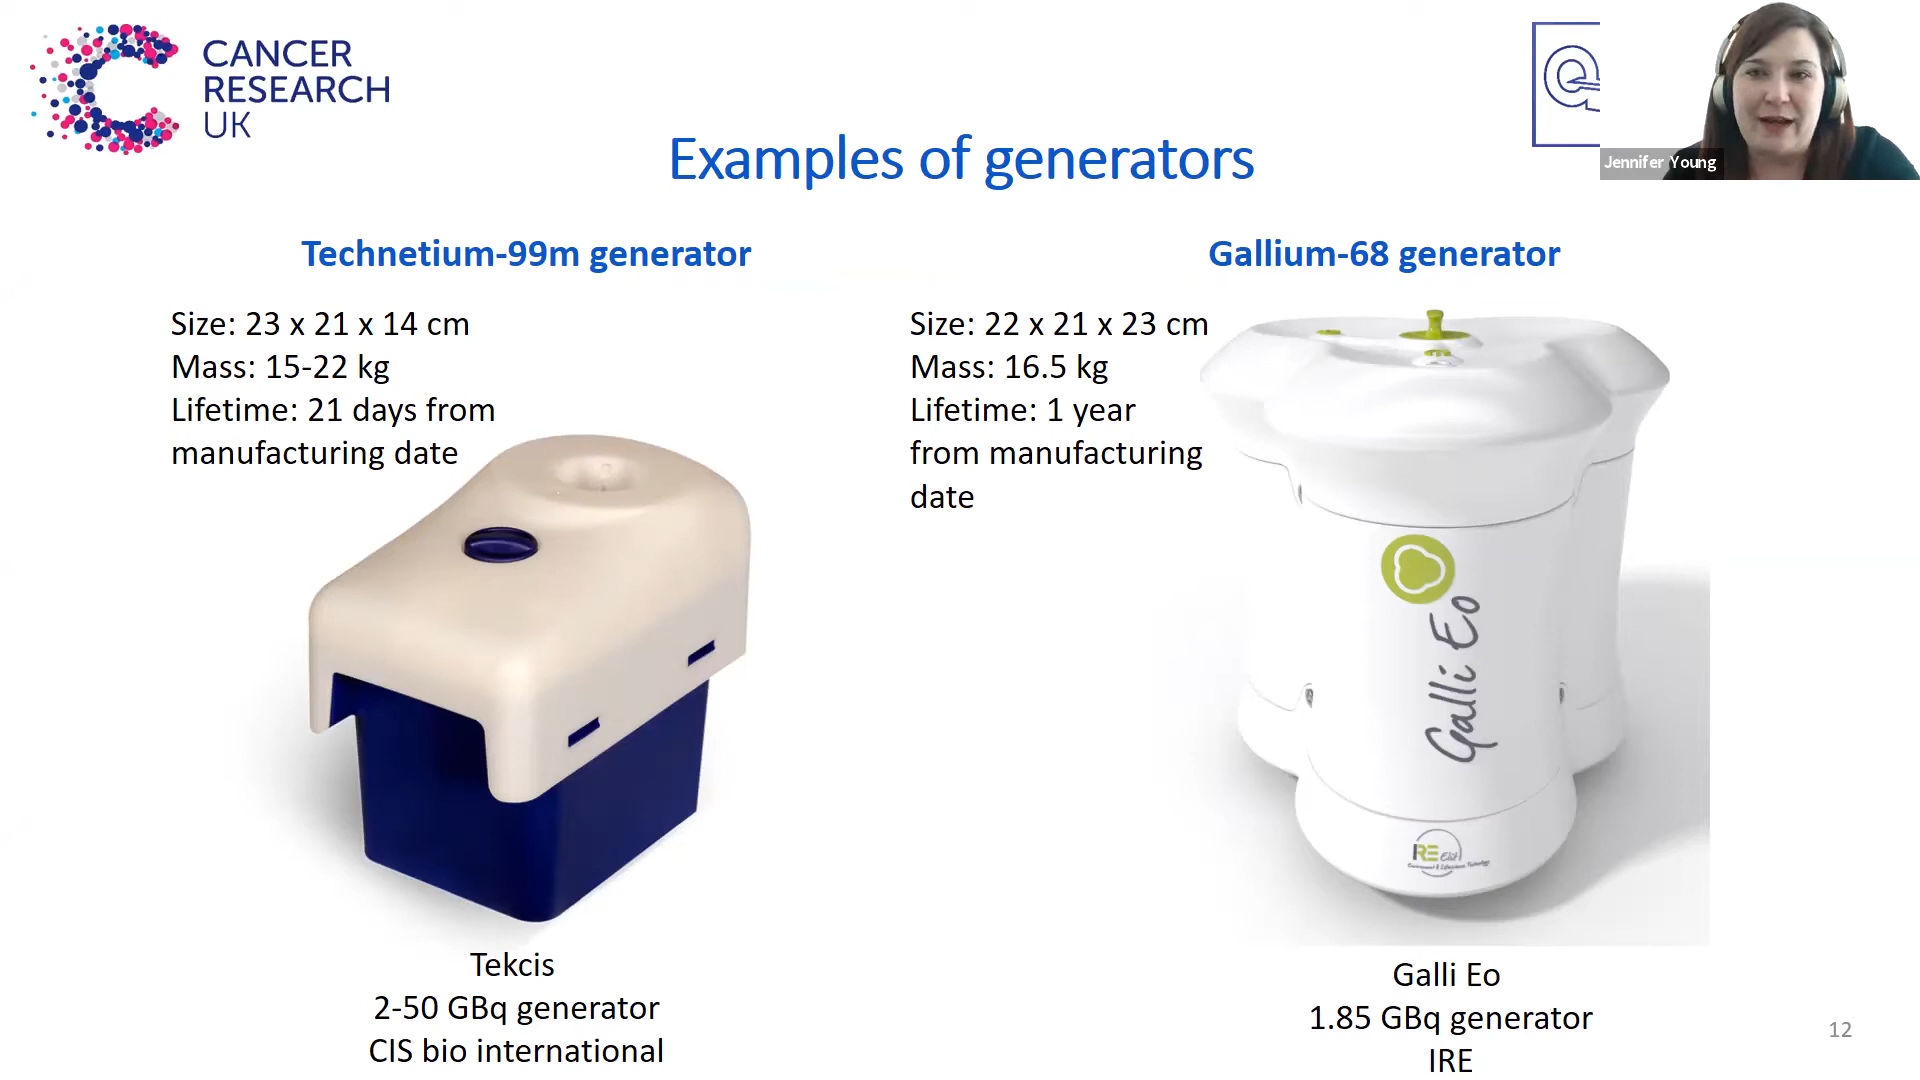 CANCER
RESEARCH
UK
Jennifer Young
Examples of generators
Technetium-99m generator
Size: 23 x 21 x 14 cm
Mass: 15-22 kg
Lifetime: 21 days from
manufacturing date
Tekcis
2-50 GBq generator
CIS bio international
Gallium-68 generator
Size: 22 x 21 x 23 cm
Mass: 16.5 kg
Lifetime: 1 year
from manufacturing
date
Galli Eo
IRE Elit
Galli Eo
1.85 GBq generator
IRE
12